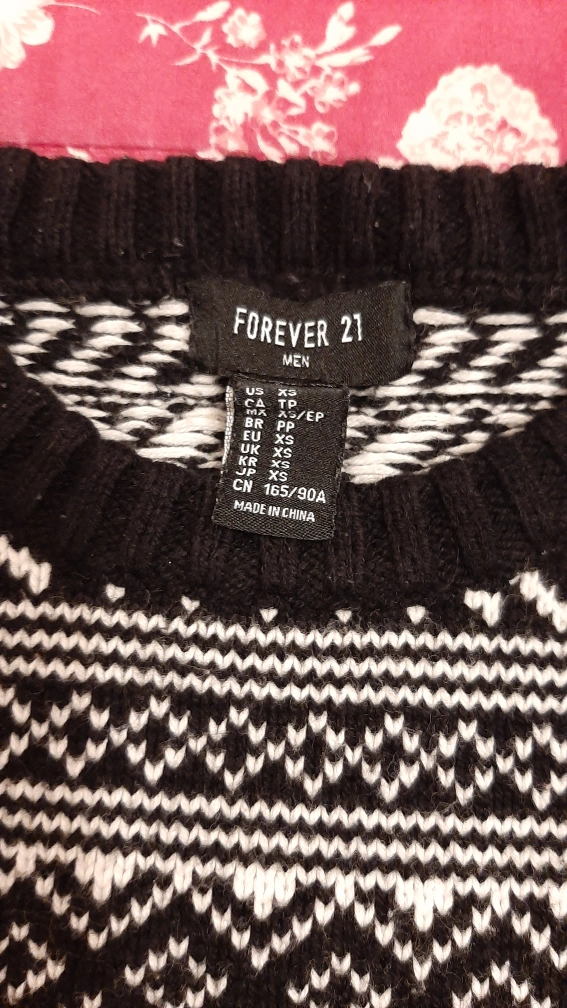 FOREVER 21
MEN
US XS
CA TP
MX XS/EP
BR PP
EU XS
UK XS
KR XS
JP XS
CN 165/90A
MADE IN CHINA